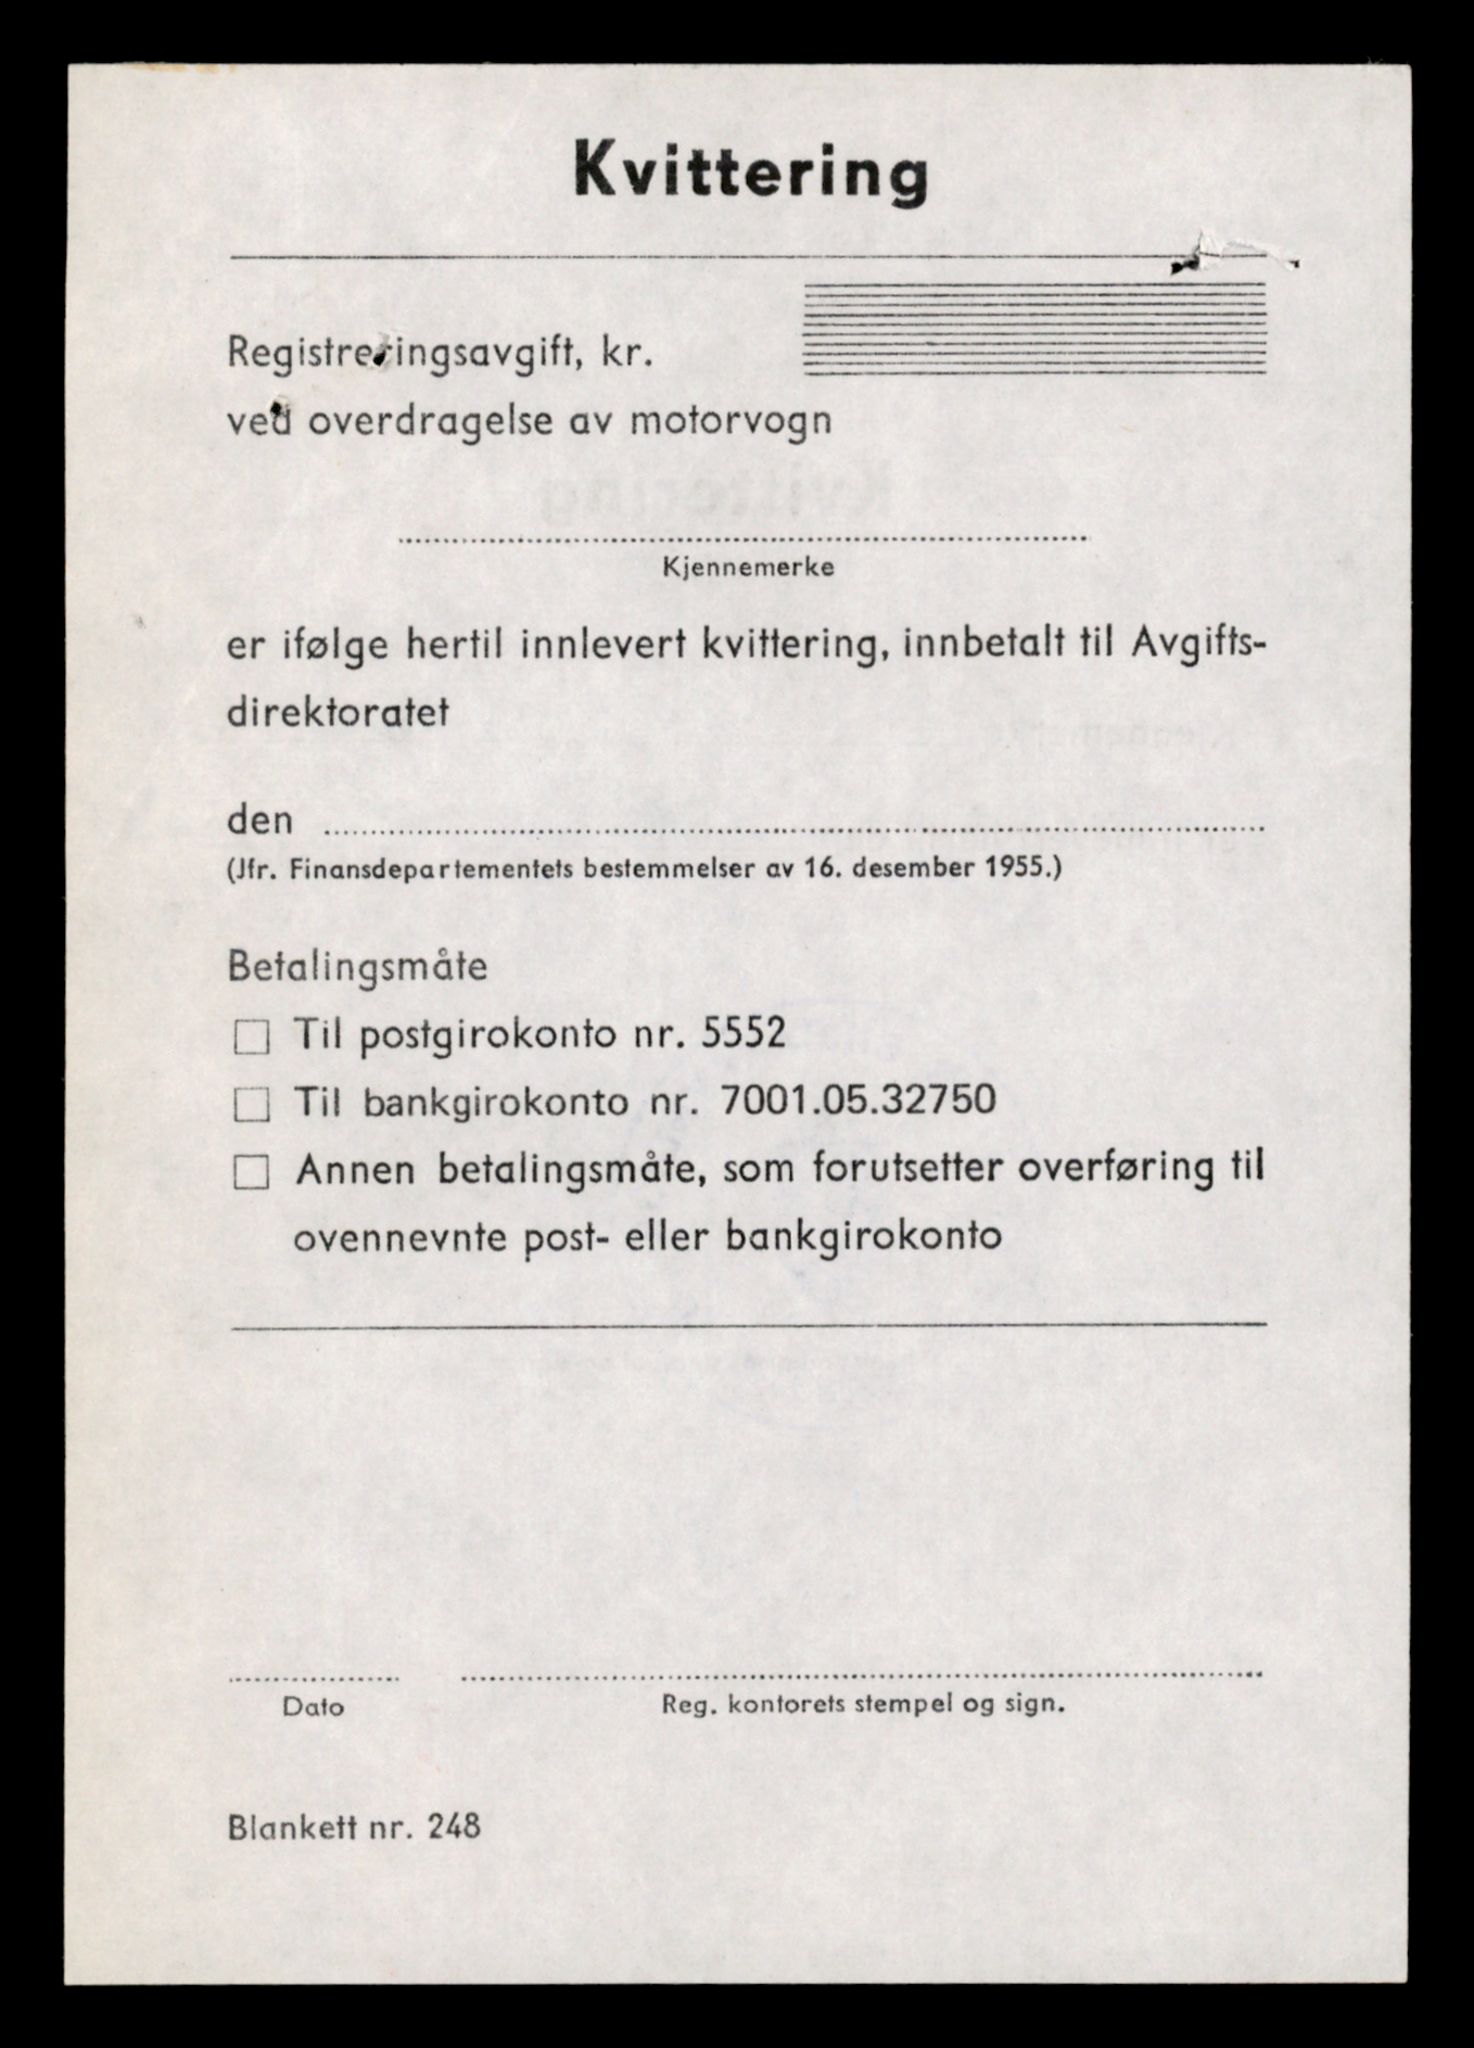 Kvittering
Registreringsavgift, kr.
ved overdragelse av motorvogn
Kjennemerke
er ifølge hertil innlevert kvittering, innbetalt til Avgifts-
direktoratet
den
(Jfr. Finansdepartementets bestemmelser av 16. desember 1955.)
Betalingsmåte
Til postgirokonto nr. 5552
Til bankgirokonto nr. 7001.05.32750
Annen betalingsmåte, som forutsetter overføring til
ovennevnte post- eller bankgirokonto
Dato
Reg. kontorets stempel og sign.
Blankett nr. 248